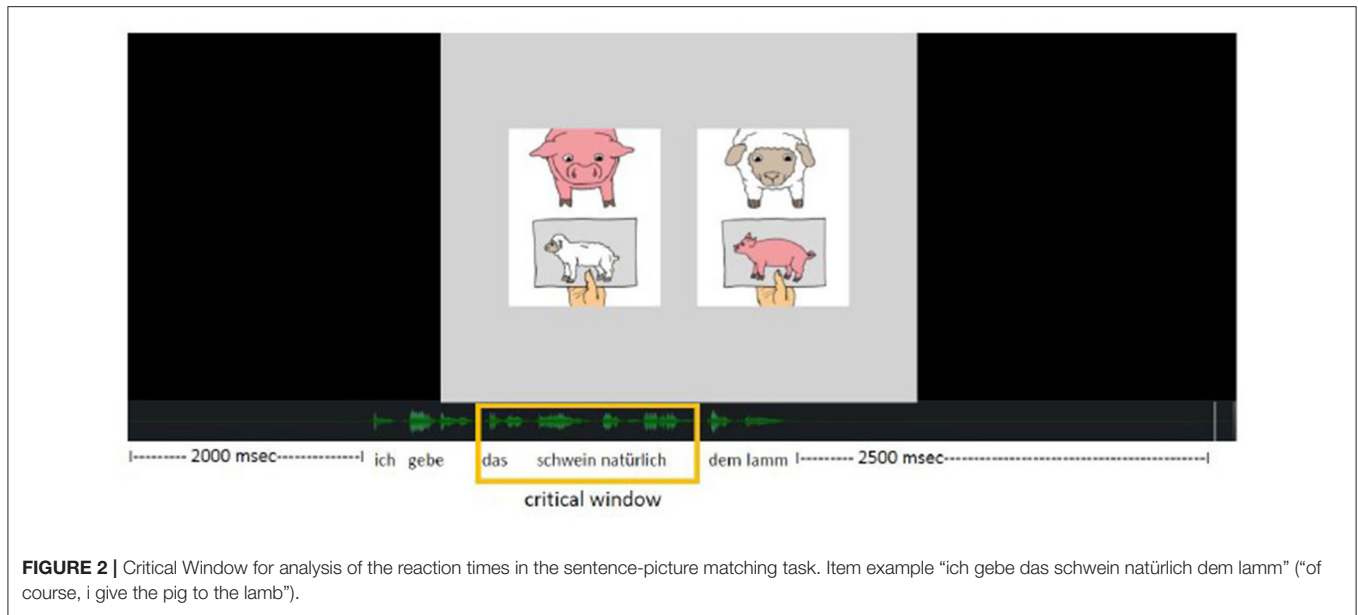 |--------- 2000 msec-------------| ich gebe das schwein natürlich dem lamm |--------- 2500 msec-----------------------------------------|
critical window
FIGURE 2 | Critical Window for analysis of the reaction times in the sentence-picture matching task. Item example “ich gebe das schwein natürlich dem lamm” (“of
course, i give the pig to the lamb”).